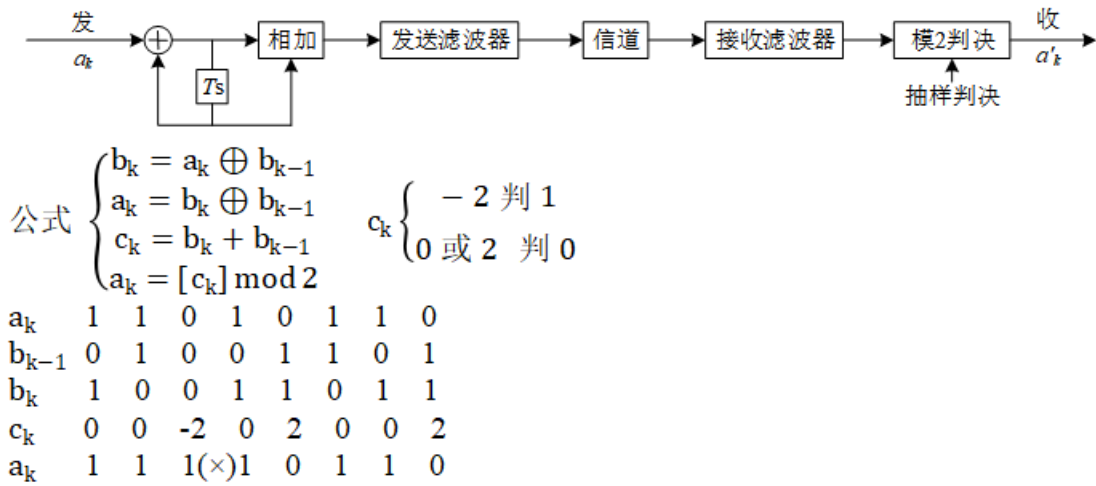 发 收
a_k ⊕ Ts 相加 发送滤波器 信道 接收滤波器 模2判决 a'_k
抽样判决
公式 { b_k = a_k ⊕ b_{k−1}
a_k = b_k ⊕ b_{k−1}
c_k = b_k + b_{k−1}
a_k = [c_k] mod 2
c_k { −2 判 1
0 或 2 判 0
a_k 1 1 0 1 0 1 1 0
b_{k−1} 0 1 0 0 1 1 0 1
b_k 1 0 0 1 1 0 1 1
c_k 0 0 -2 0 2 0 0 2
a_k 1 1 1(×)1 0 1 1 0